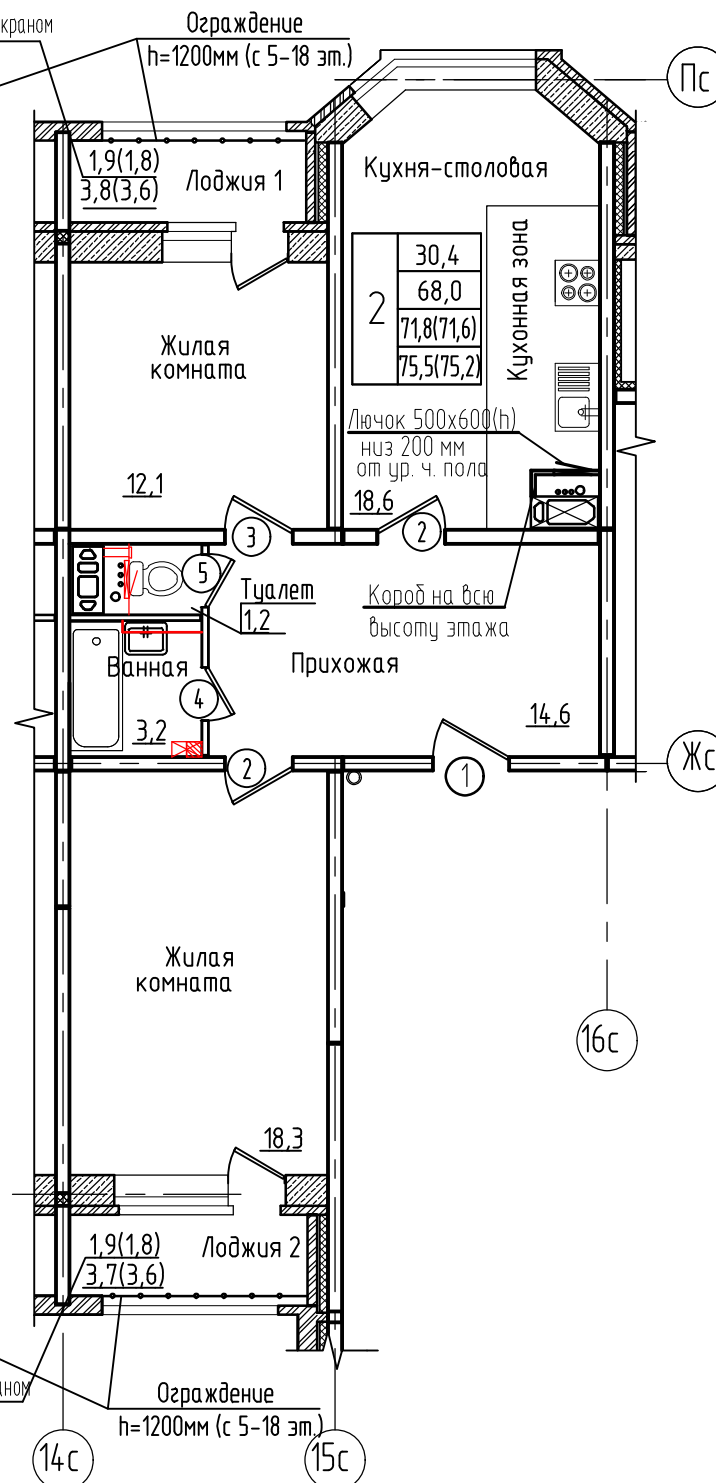 краном
Ограждение
h=1200мм (с 5-18 эт.)
Пс
1,9(1,8)
3,8(3,6)
Лоджия 1
Кухня-столовая
2
30,4
68,0
71,8(71,6)
75,5(75,2)
Кухонная зона
Жилая
комната
12,1
Лючок 500х600(h)
низ 200 мм
от ур. ч. пола
18,6
3
2
5
Туалет
1,2
Короб на всю
высоту этажа
Ванная
3,2
4
Прихожая
14,6
2
1
Жс
Жилая
комната
18,3
16с
1,9(1,8)
3,7(3,6)
Лоджия 2
Ограждение
h=1200мм (с 5-18 эт.)
14с
15с